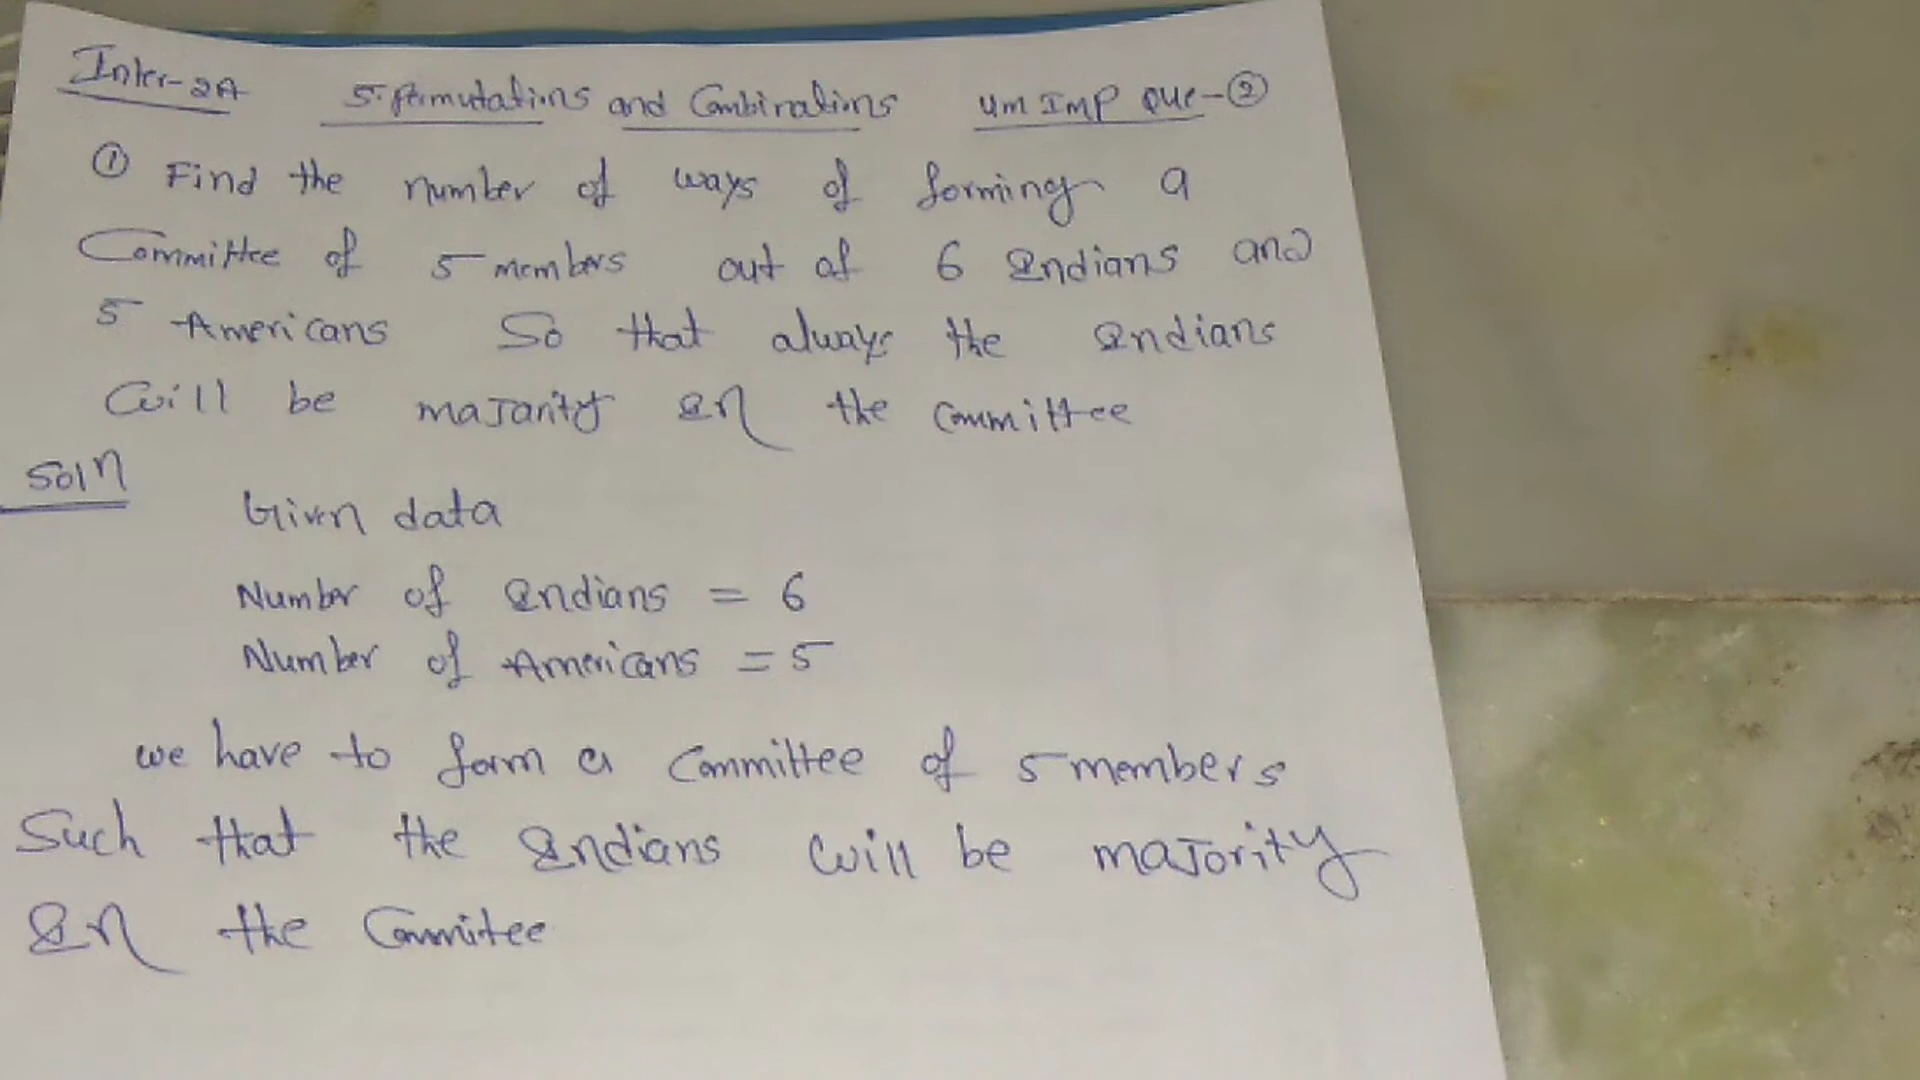 Inter-2A 5. Permutations and Combinations um Imp Que-②
① Find the number of ways of forming a
Committee of 5 members out of 6 Indians and
5 Americans So that always the Indians
will be majarity In the committee
Soln
Given data
Number of Indians = 6
Number of Americans = 5
we have to form a Committee of 5 members
Such that the Indians will be majority
In the Commitee